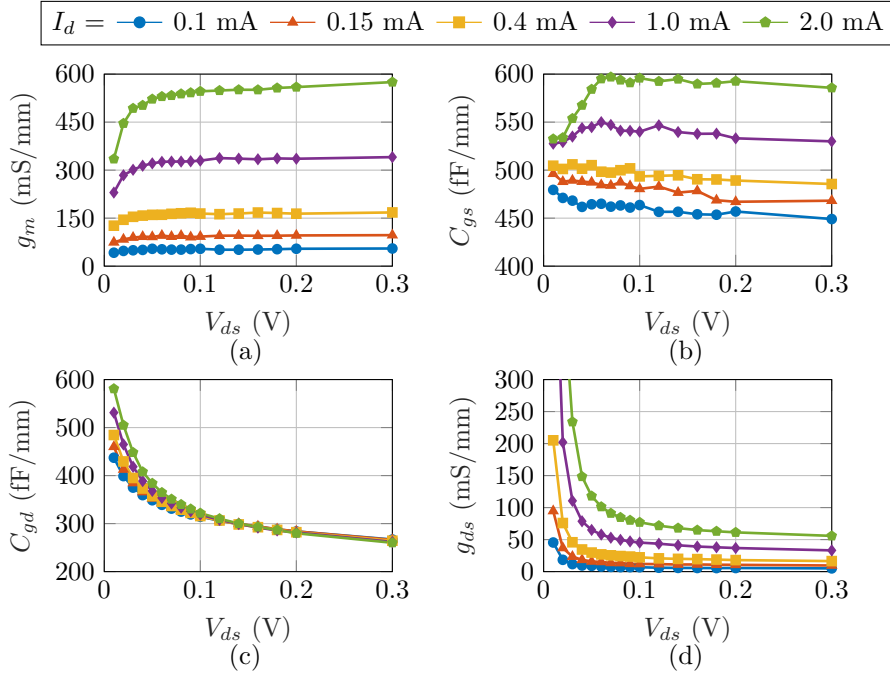 I_d = 0.1 mA 0.15 mA 0.4 mA 1.0 mA 2.0 mA
600
450
300
150
0
g_m (mS/mm)
0 0.1 0.2 0.3
V_ds (V)
(a)
600
550
500
450
400
C_gs (fF/mm)
0 0.1 0.2 0.3
V_ds (V)
(b)
600
500
400
300
200
C_gd (fF/mm)
0 0.1 0.2 0.3
V_ds (V)
(c)
300
250
200
150
100
50
0
g_ds (mS/mm)
0 0.1 0.2 0.3
V_ds (V)
(d)